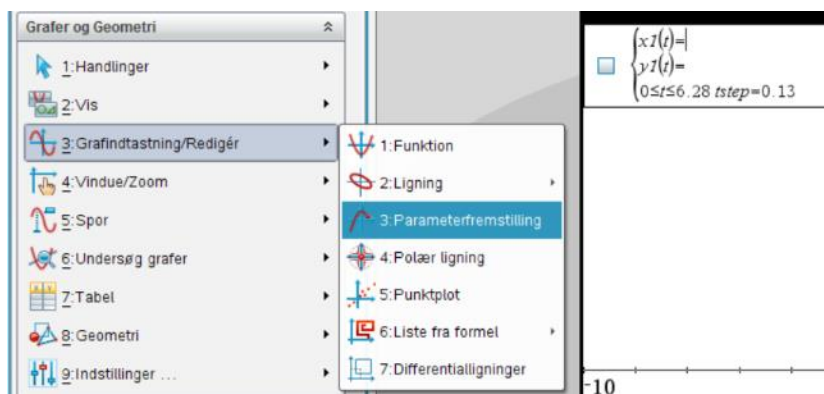 Grafer og Geometri
1:Handlinger
2:Vis
3:Grafindtastning/Redigér
4:Vindue/Zoom
5:Spor
6:Undersøg grafer
7:Tabel
8:Geometri
9:Indstillinger ...
1:Funktion
2:Ligning
3:Parameterfremstilling
4:Polær ligning
5:Punktplot
6:Liste fra formel
7:Differentialligninger
x1(t)=
y1(t)=
0≤t≤6.28 tstep=0.13
-10